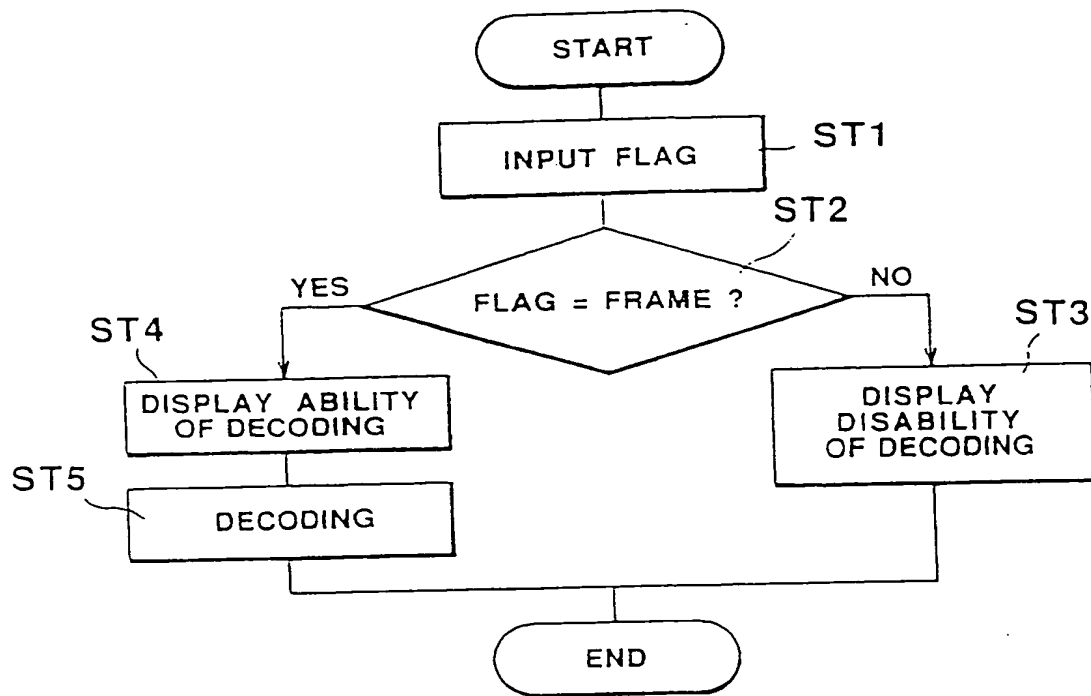 START
INPUT FLAG
ST1
ST2
FLAG = FRAME ?
YES
NO
ST4
DISPLAY ABILITY
OF DECODING
ST3
DISPLAY
DISABILITY
OF DECODING
ST5
DECODING
END